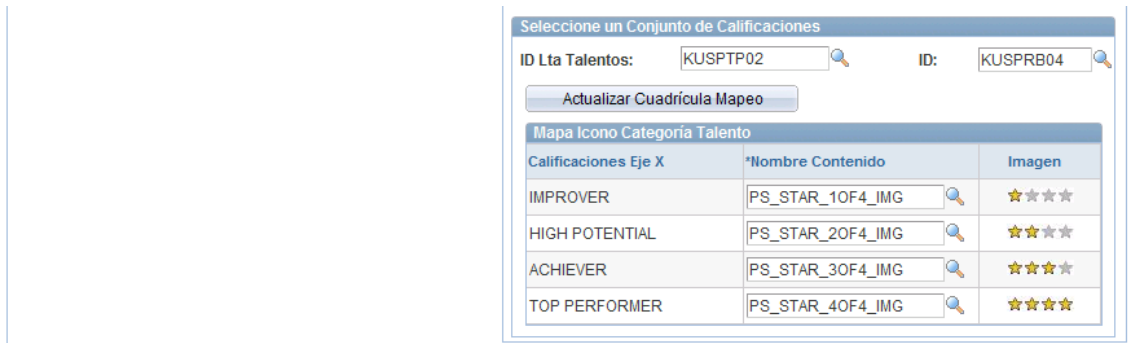 Seleccione un Conjunto de Calificaciones
ID Lta Talentos: KUSPTP02 ID: KUSPRB04
Actualizar Cuadrícula Mapeo
Mapa Icono Categoría Talento
Calificaciones Eje X *Nombre Contenido Imagen
IMPROVER PS_STAR_1OF4_IMG
HIGH POTENTIAL PS_STAR_2OF4_IMG
ACHIEVER PS_STAR_3OF4_IMG
TOP PERFORMER PS_STAR_4OF4_IMG